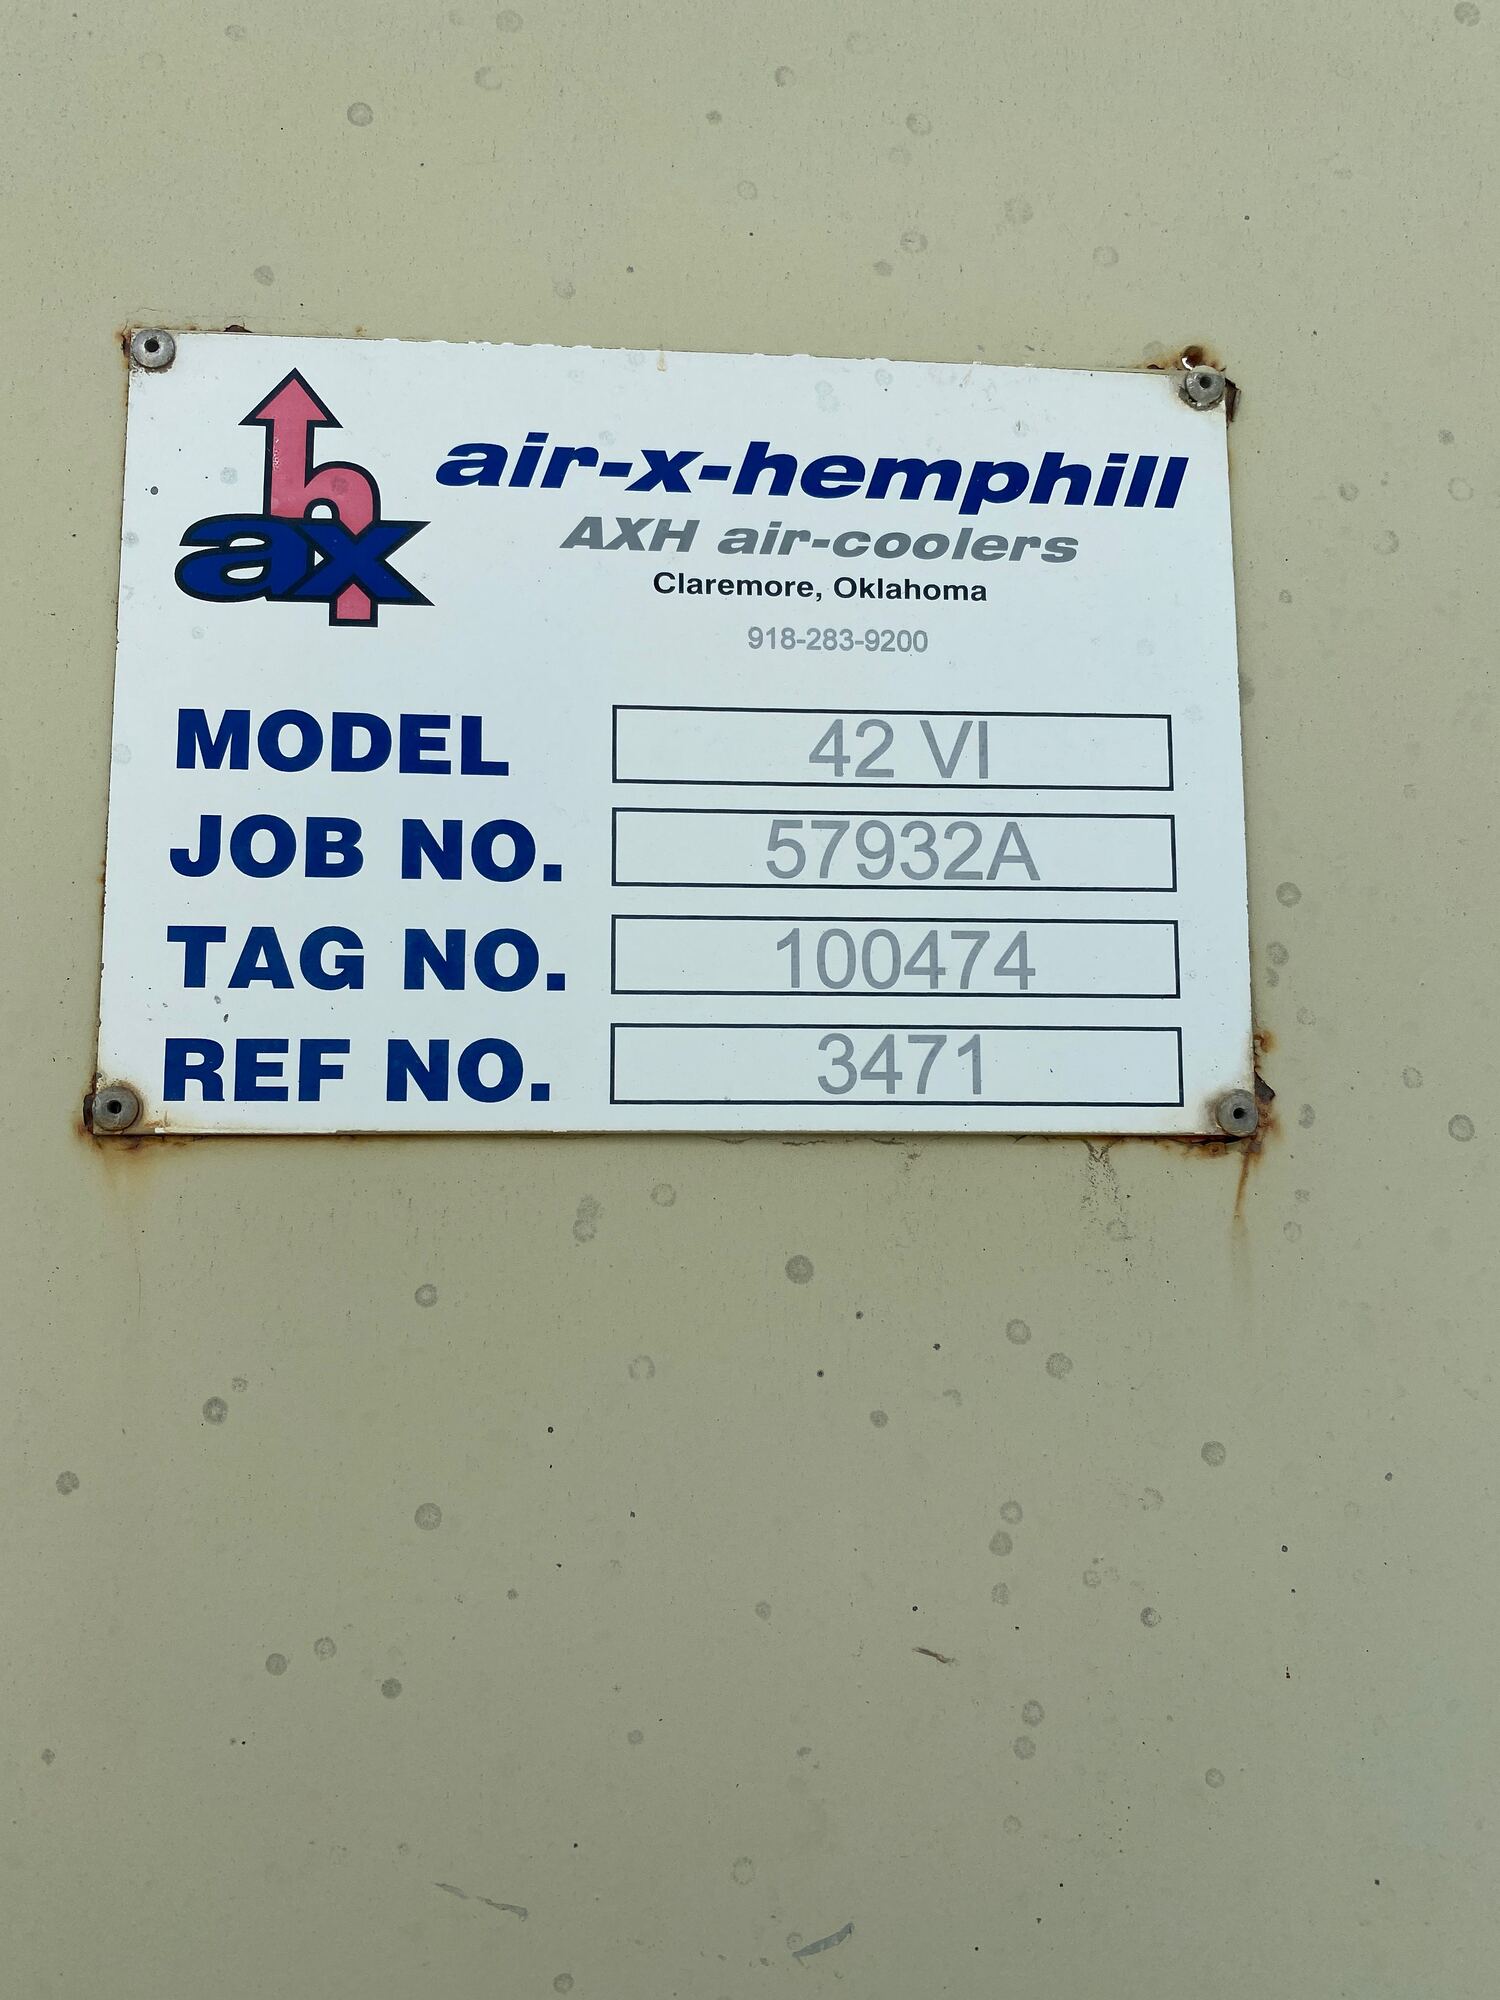 h
ax
air-x-hemphill
AXH air-coolers
Claremore, Oklahoma
918-283-9200
MODEL 42 VI
JOB NO. 57932A
TAG NO. 100474
REF NO. 3471